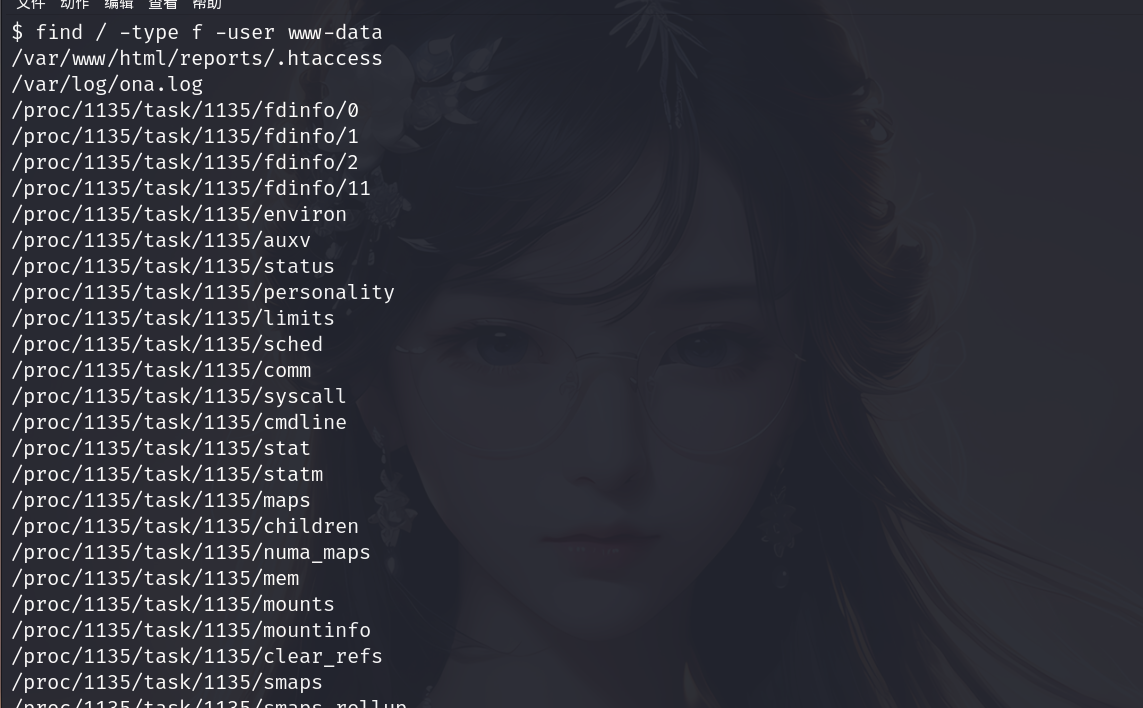 文件 动作 编辑 查看 帮助
$ find / -type f -user www-data
/var/www/html/reports/.htaccess
/var/log/ona.log
/proc/1135/task/1135/fdinfo/0
/proc/1135/task/1135/fdinfo/1
/proc/1135/task/1135/fdinfo/2
/proc/1135/task/1135/fdinfo/11
/proc/1135/task/1135/environ
/proc/1135/task/1135/auxv
/proc/1135/task/1135/status
/proc/1135/task/1135/personality
/proc/1135/task/1135/limits
/proc/1135/task/1135/sched
/proc/1135/task/1135/comm
/proc/1135/task/1135/syscall
/proc/1135/task/1135/cmdline
/proc/1135/task/1135/stat
/proc/1135/task/1135/statm
/proc/1135/task/1135/maps
/proc/1135/task/1135/children
/proc/1135/task/1135/numa_maps
/proc/1135/task/1135/mem
/proc/1135/task/1135/mounts
/proc/1135/task/1135/mountinfo
/proc/1135/task/1135/clear_refs
/proc/1135/task/1135/smaps
/proc/1135/task/1135/smaps_rollup